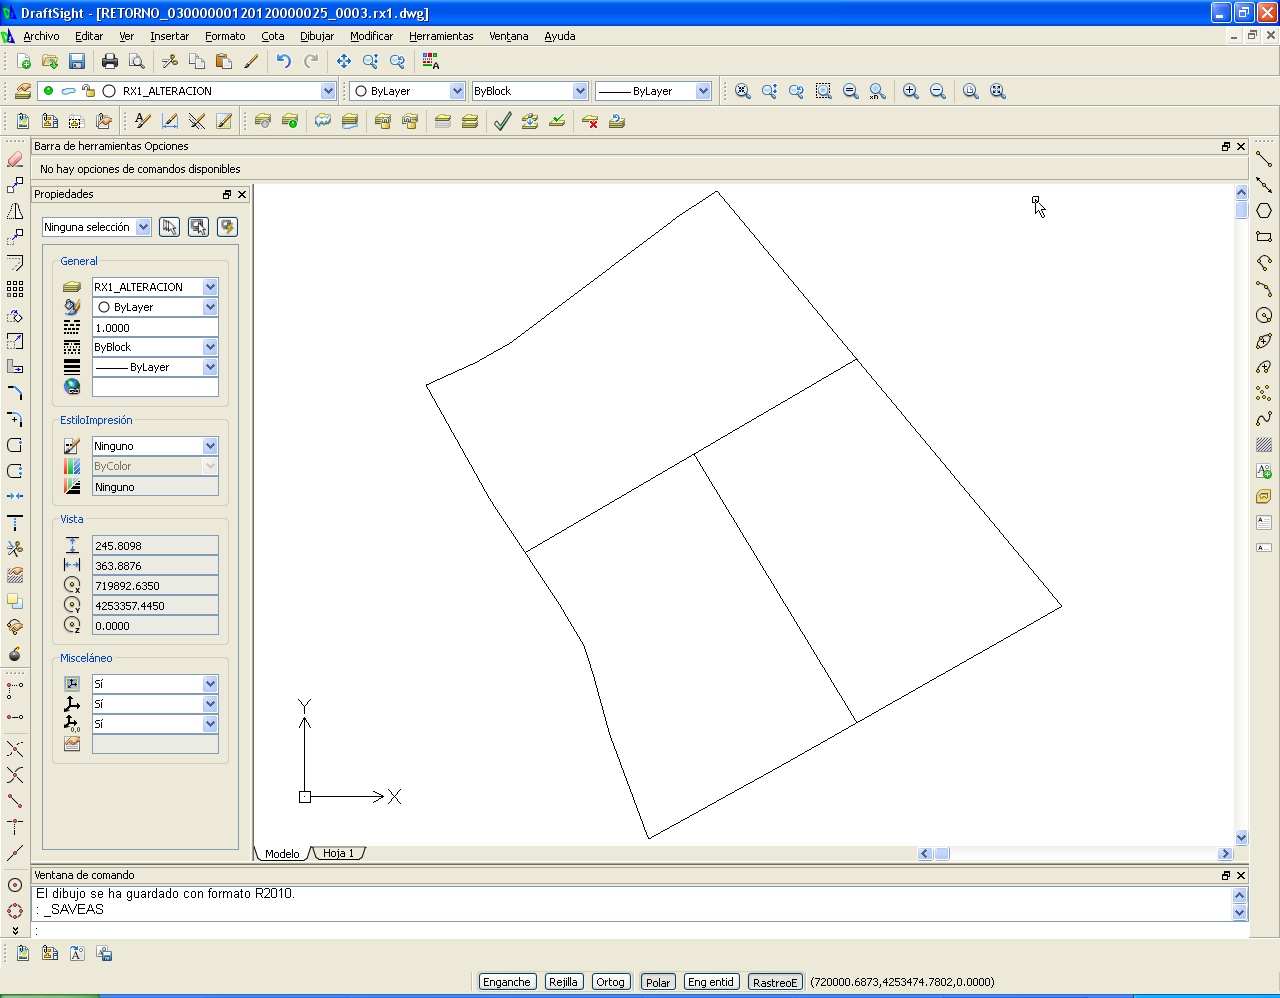 DraftSight - [RETORNO_03000000120120000025_0003.rx1.dwg]
Archivo Editar Ver Insertar Formato Cota Dibujar Modificar Herramientas Ventana Ayuda
RX1_ALTERACION ByLayer ByBlock ByLayer
Barra de herramientas Opciones
No hay opciones de comandos disponibles
Propiedades
Ninguna selección
General
RX1_ALTERACION
ByLayer
1.0000
ByBlock
ByLayer
EstiloImpresión
Ninguno
ByColor
Ninguno
Vista
245.8098
363.8876
719892.6350
4253357.4450
0.0000
Misceláneo
Sí
Sí
Sí
Y
X
Modelo Hoja 1
Ventana de comando
El dibujo se ha guardado con formato R2010.
: _SAVEAS
:
Enganche Rejilla Ortog Polar Eng entid RastreoE (720000.6873,4253474.7802,0.0000)